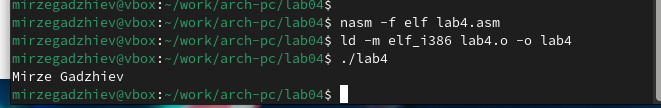 mirzegadzhiev@vbox:~/work/arch-pc/lab04$
mirzegadzhiev@vbox:~/work/arch-pc/lab04$ nasm -f elf lab4.asm
mirzegadzhiev@vbox:~/work/arch-pc/lab04$ ld -m elf_i386 lab4.o -o lab4
mirzegadzhiev@vbox:~/work/arch-pc/lab04$ ./lab4
Mirze Gadzhiev
mirzegadzhiev@vbox:~/work/arch-pc/lab04$